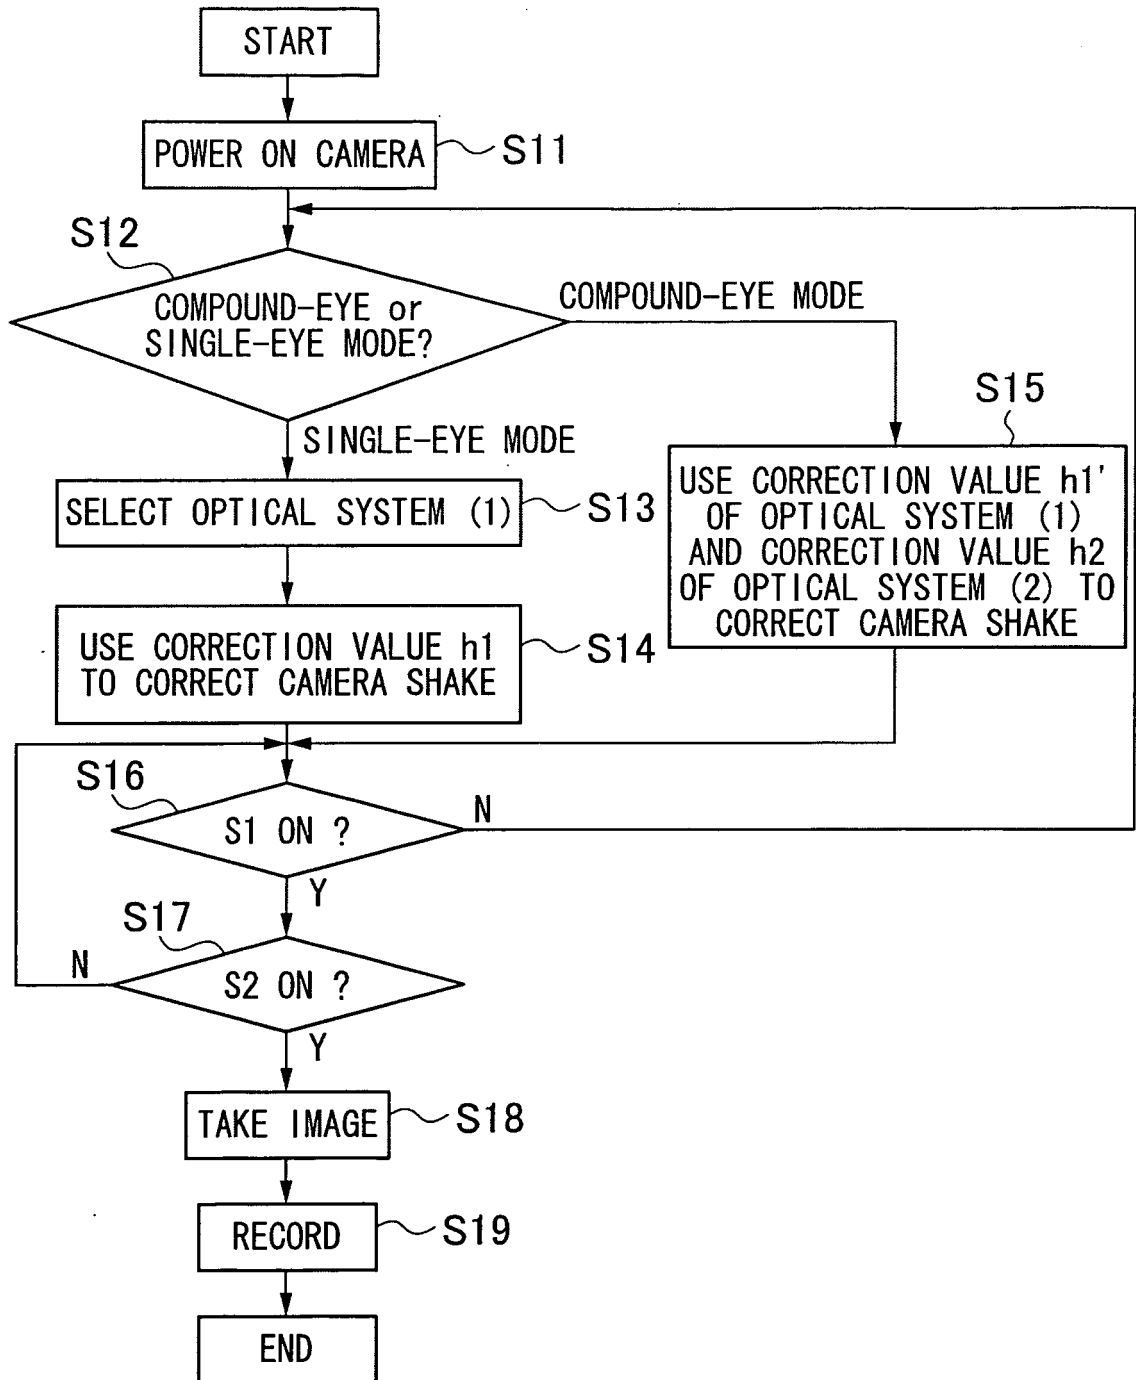 START
POWER ON CAMERA
S11
S12
COMPOUND-EYE or
SINGLE-EYE MODE?
COMPOUND-EYE MODE
SINGLE-EYE MODE
SELECT OPTICAL SYSTEM (1)
S13
S15
USE CORRECTION VALUE h1'
OF OPTICAL SYSTEM (1)
AND CORRECTION VALUE h2
OF OPTICAL SYSTEM (2) TO
CORRECT CAMERA SHAKE
USE CORRECTION VALUE h1
TO CORRECT CAMERA SHAKE
S14
S16
S1 ON ?
N
Y
S17
S2 ON ?
N
Y
TAKE IMAGE
S18
RECORD
S19
END